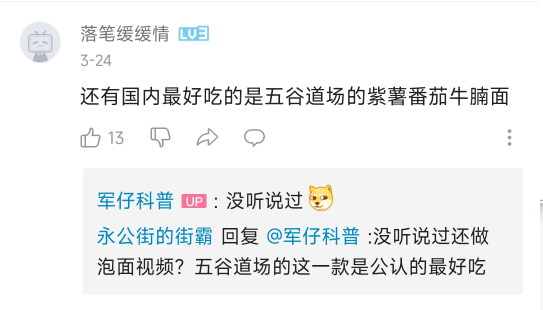 落笔缓缓情 LV3
3-24
还有国内最好吃的是五谷道场的紫薯番茄牛腩面
13
军仔科普 UP : 没听说过
永公街的街霸 回复 @军仔科普 :没听说过还做
泡面视频？五谷道场的这一款是公认的最好吃